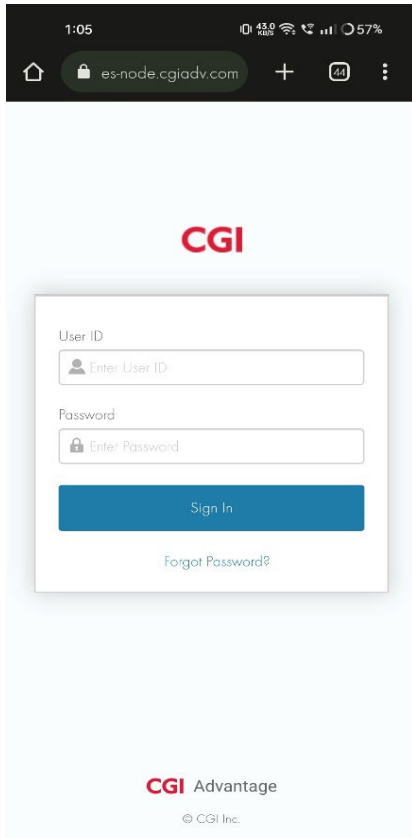 1:05 43.0 KB/S 57%
es-node.cgiadv.com 44
CGI
User ID
Enter User ID
Password
Enter Password
Sign In
Forgot Password?
CGI Advantage
© CGI Inc.